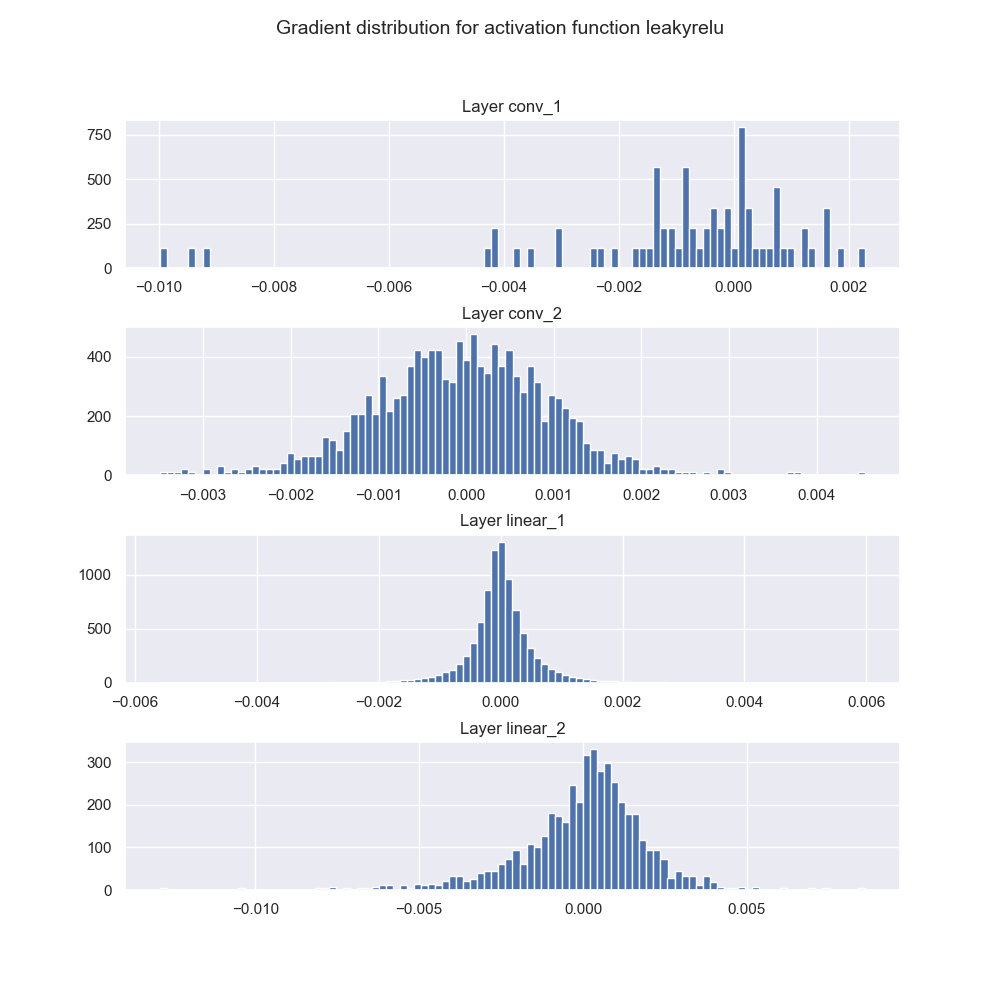 Gradient distribution for activation function leakyrelu
Layer conv_1
750
500
250
0
−0.010 −0.008 −0.006 −0.004 −0.002 0.000 0.002
Layer conv_2
400
200
0
−0.003 −0.002 −0.001 0.000 0.001 0.002 0.003 0.004
Layer linear_1
1000
500
0
−0.006 −0.004 −0.002 0.000 0.002 0.004 0.006
Layer linear_2
300
200
100
0
−0.010 −0.005 0.000 0.005